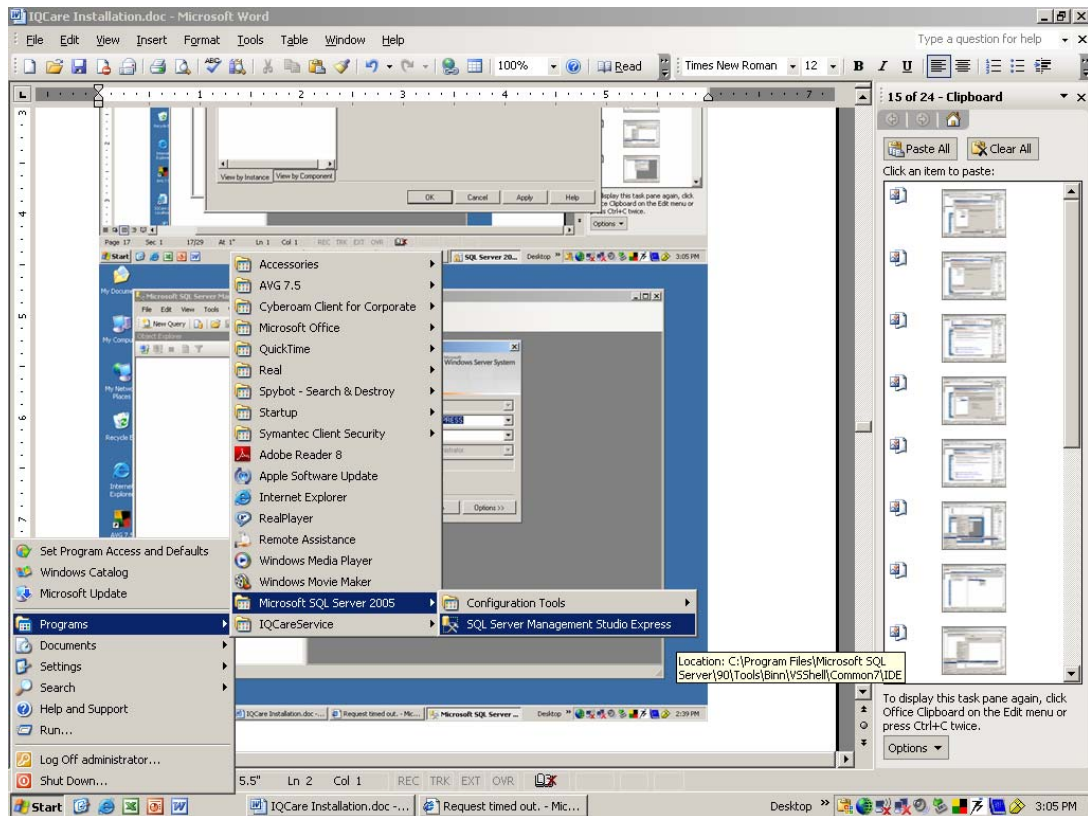 IQCare Installation.doc - Microsoft Word
File Edit View Insert Format Tools Table Window Help
Type a question for help
100%
Read
Times New Roman
12
B I U
1 2 3 4 5 7
15 of 24 - Clipboard
Paste All
Clear All
Click an item to paste:
View by Instance View by Component
OK Cancel Apply Help
Options
Page 17 Sec 1 17/29 At 1" Ln 1 Col 1 REC TRK EXT OVR
Start
SQL Server 20...
Desktop
3:05 PM
My Docum
Microsoft SQL Server Ma
File Edit View Tools
New Query
Object Explorer
My Compu
Windows Server System
My Netwo
Places
Recycle B
Internet
Explore
Options >>
Accessories
AVG 7.5
Cyberoam Client for Corporate
Microsoft Office
QuickTime
Real
Spybot - Search & Destroy
Startup
Symantec Client Security
Adobe Reader 8
Apple Software Update
Internet Explorer
RealPlayer
Remote Assistance
Windows Media Player
Windows Movie Maker
Microsoft SQL Server 2005
IQCareService
Configuration Tools
SQL Server Management Studio Express
Location: C:\Program Files\Microsoft SQL
Server\90\Tools\Binn\VSShell\Common7\IDE
Set Program Access and Defaults
Windows Catalog
Microsoft Update
Programs
Documents
Settings
Search
Help and Support
Run...
Log Off administrator...
Shut Down...
IQCare Installation.doc -... Request timed out. - Mic... Microsoft SQL Server ... Desktop 2:39 PM
To display this task pane again, click
Office Clipboard on the Edit menu or
press Ctrl+C twice.
Options
5.5" Ln 2 Col 1 REC TRK EXT OVR
Start
IQCare Installation.doc -...
Request timed out. - Mic...
Desktop
3:05 PM